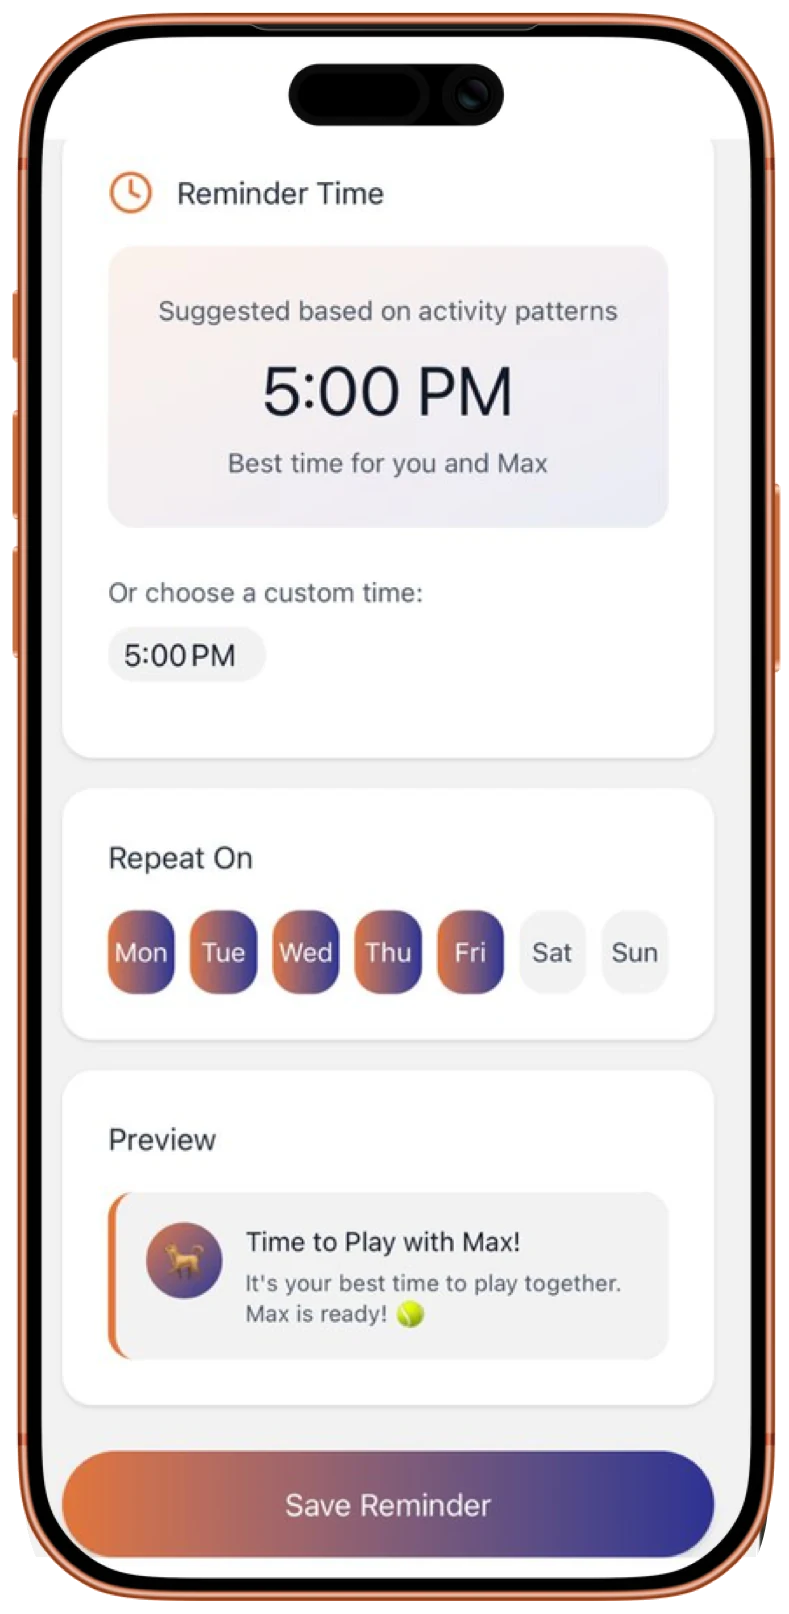 Reminder Time
Suggested based on activity patterns
5:00 PM
Best time for you and Max
Or choose a custom time:
5:00 PM
Repeat On
Mon Tue Wed Thu Fri Sat Sun
Preview
Time to Play with Max!
It's your best time to play together.
Max is ready! 🎾
Save Reminder